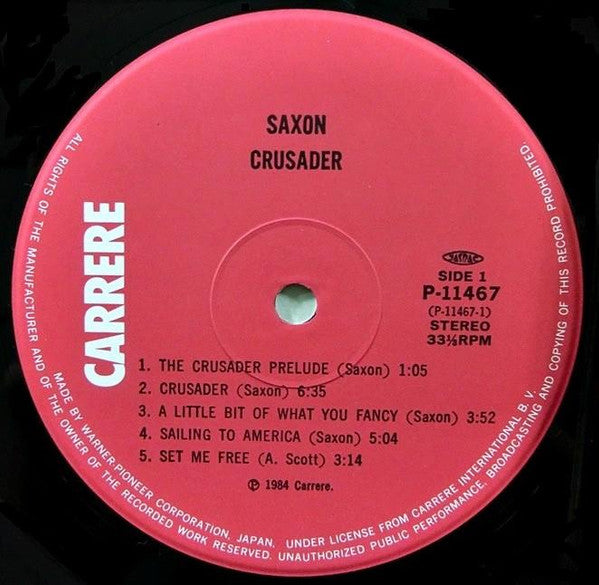 SAXON
CRUSADER
CARRERE
JASRAC
SIDE 1
P-11467
(P-11467-1)
STEREO
33⅓RPM
1. THE CRUSADER PRELUDE (Saxon) 1:05
2. CRUSADER (Saxon) 6:35
3. A LITTLE BIT OF WHAT YOU FANCY (Saxon) 3:52
4. SAILING TO AMERICA (Saxon) 5:04
5. SET ME FREE (A. Scott) 3:14
℗ 1984 Carrere.
MADE BY WARNER-PIONEER CORPORATION, JAPAN, UNDER LICENSE FROM CARRERE INTERNATIONAL B. V.
ALL RIGHTS OF THE MANUFACTURER AND OF THE OWNER OF THE RECORDED WORK RESERVED. UNAUTHORIZED PUBLIC PERFORMANCE, BROADCASTING AND COPYING OF THIS RECORD PROHIBITED.